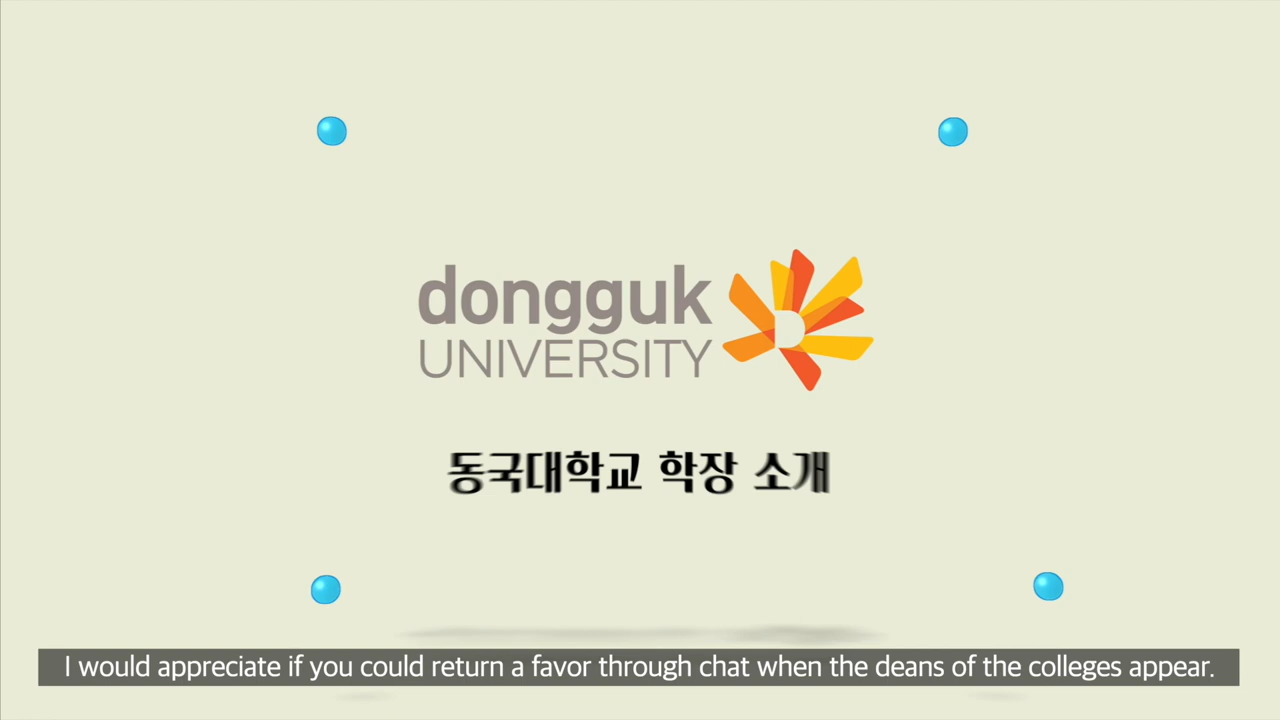 dongguk
UNIVERSITY
동국대학교 학장 소개
I would appreciate if you could return a favor through chat when the deans of the colleges appear.